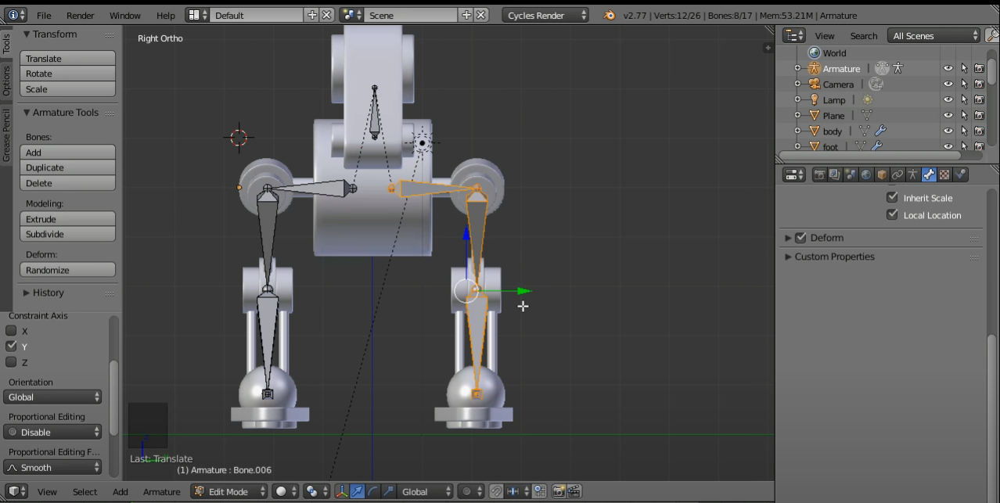 File Render Window Help Default Scene Cycles Render v2.77 | Verts:12/26 | Bones:8/17 | Mem:53.21M | Armature
Tools
Options
Grease Pencil
Transform
Translate
Rotate
Scale
Armature Tools
Bones:
Add
Duplicate
Delete
Modeling:
Extrude
Subdivide
Deform:
Randomize
History
Constraint Axis
X
Y
Z
Orientation
Global
Proportional Editing
Disable
Proportional Editing F...
Smooth
Right Ortho
Last: Translate
(1) Armature : Bone.006
View Select Add Armature Edit Mode Global
View Search All Scenes
World
Armature
Camera
Lamp
Plane
body
foot
Inherit Scale
Local Location
Deform
Custom Properties